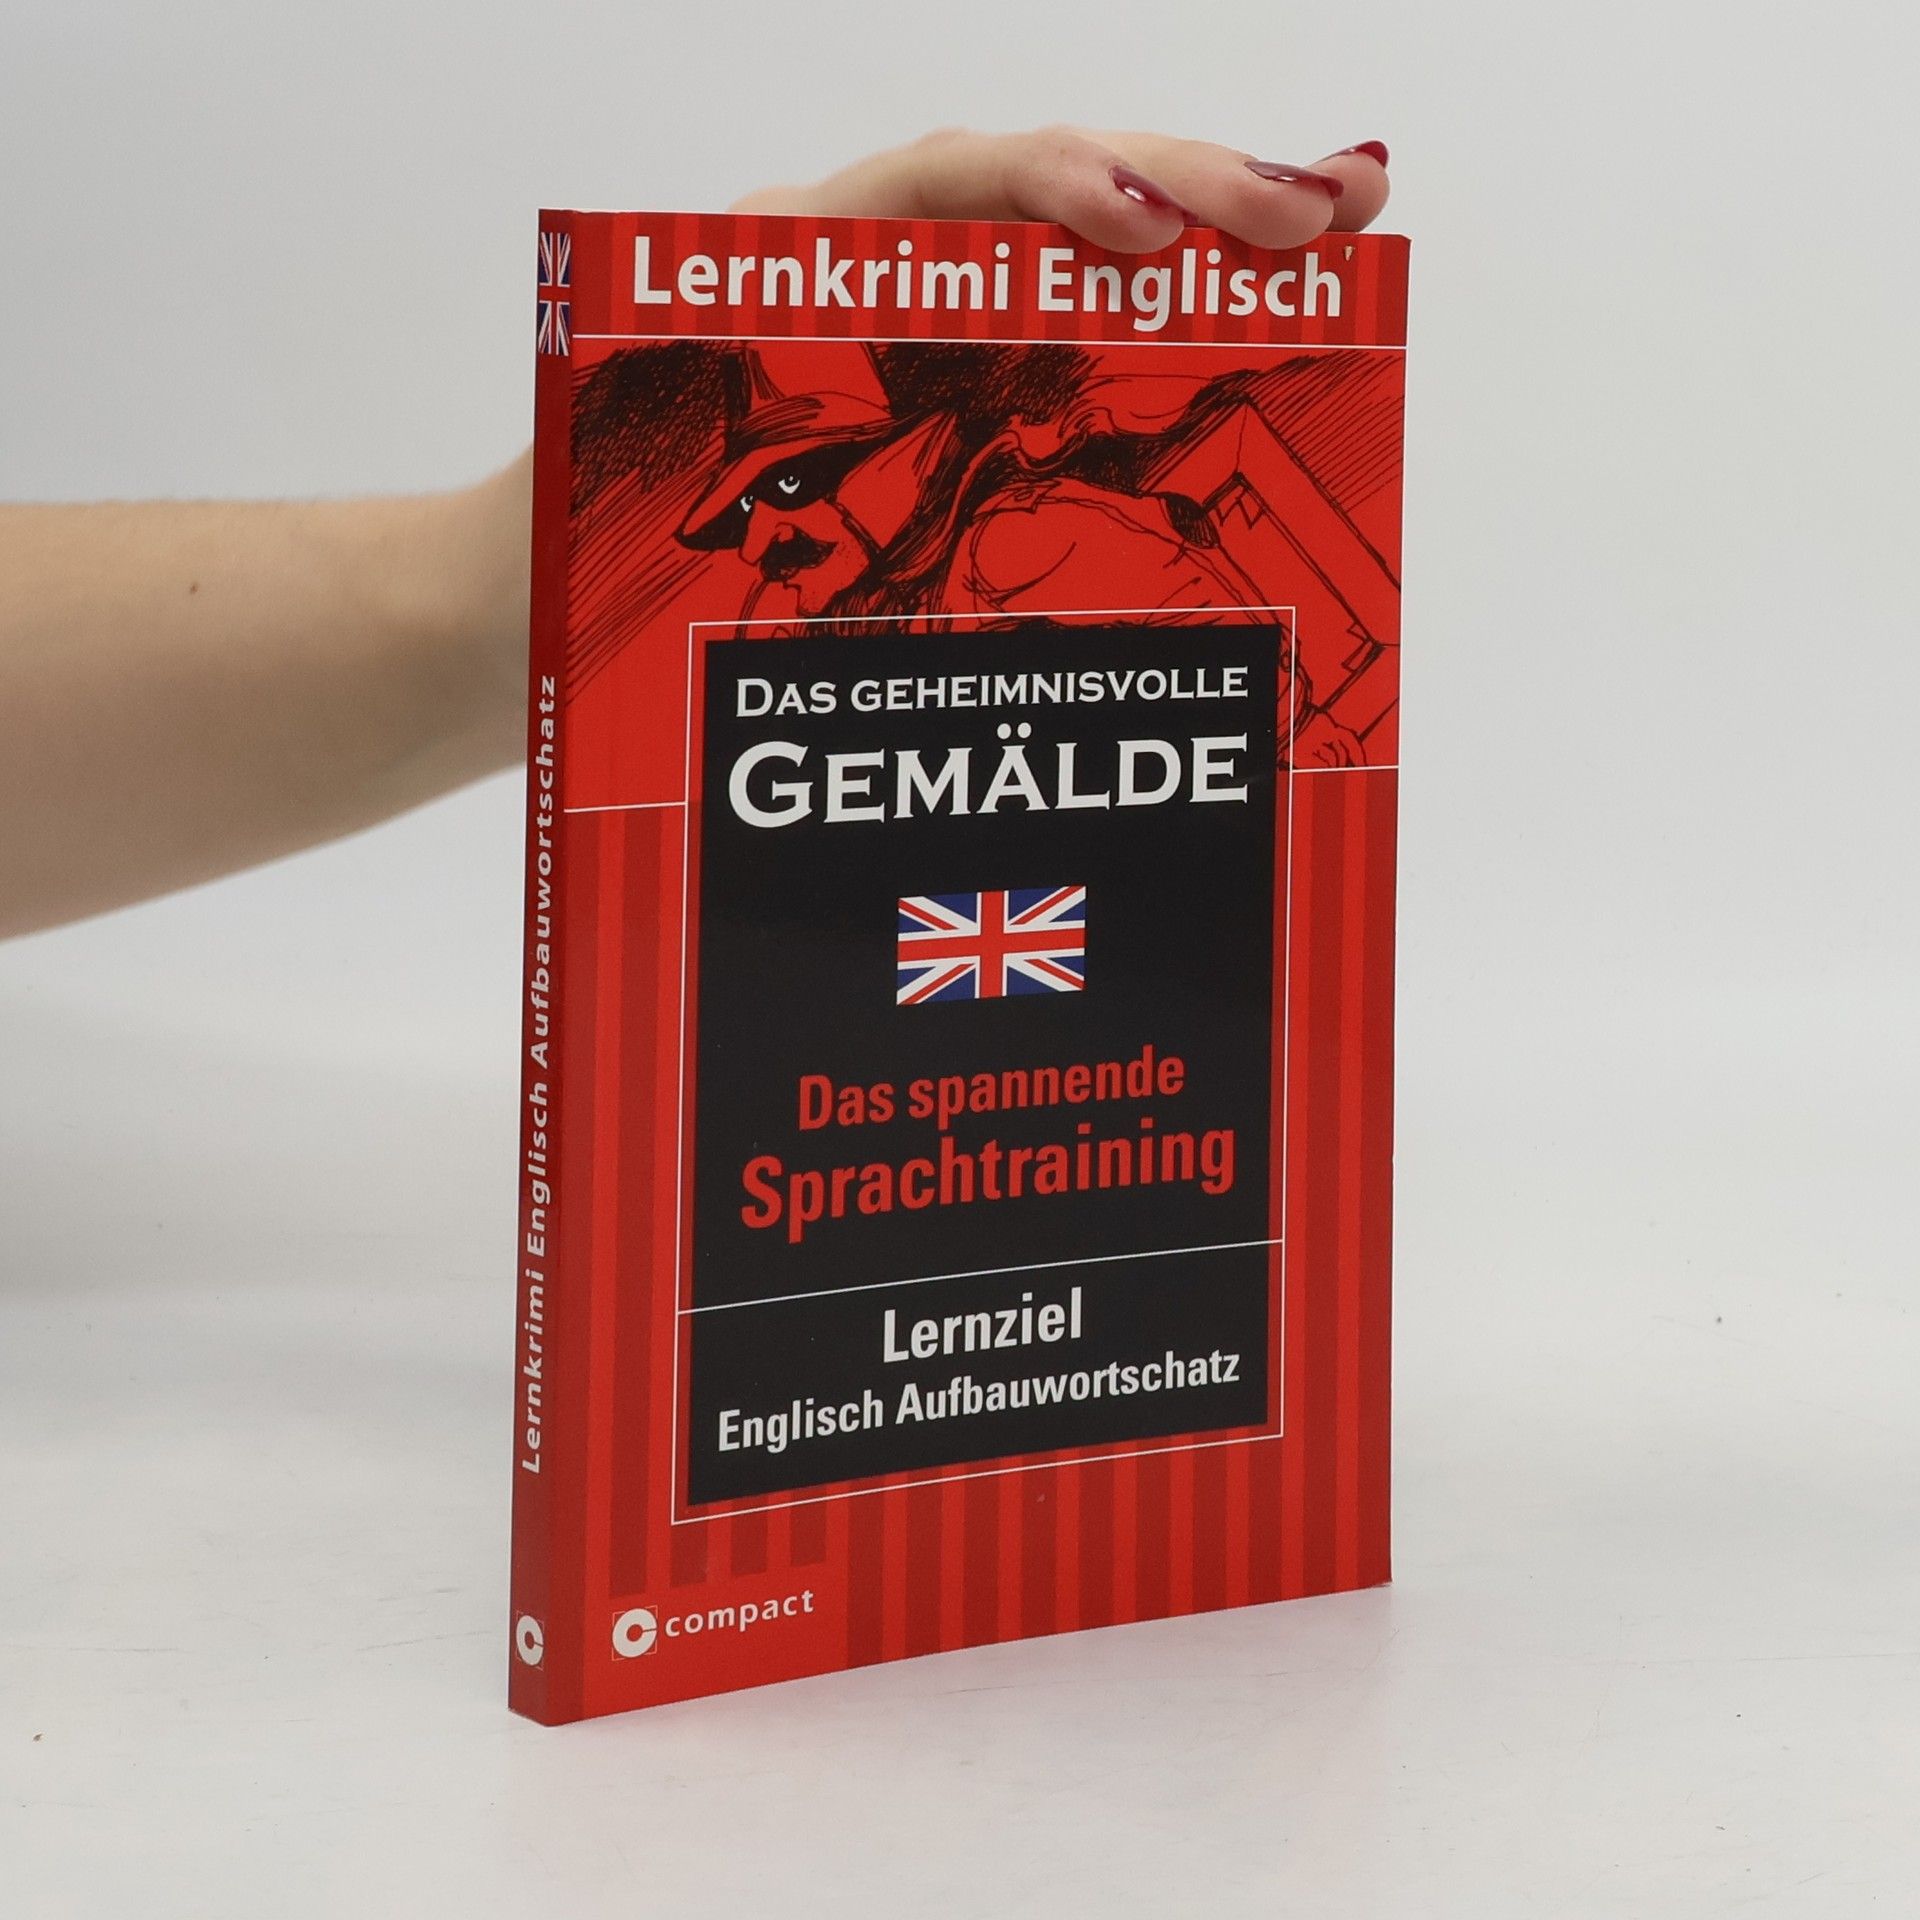 Lernkrimi Englisch
DAS GEHEIMNISVOLLE
GEMÄLDE
Das spannende
Sprachtraining
Lernziel
Englisch Aufbauwortschatz
compact
Lernkrimi Englisch Aufbauwortschatz